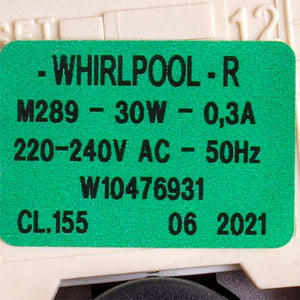 - WHIRLPOOL - R
M289 - 30W - 0,3A
220-240V AC - 50Hz
W10476931
CL.155 06 2021